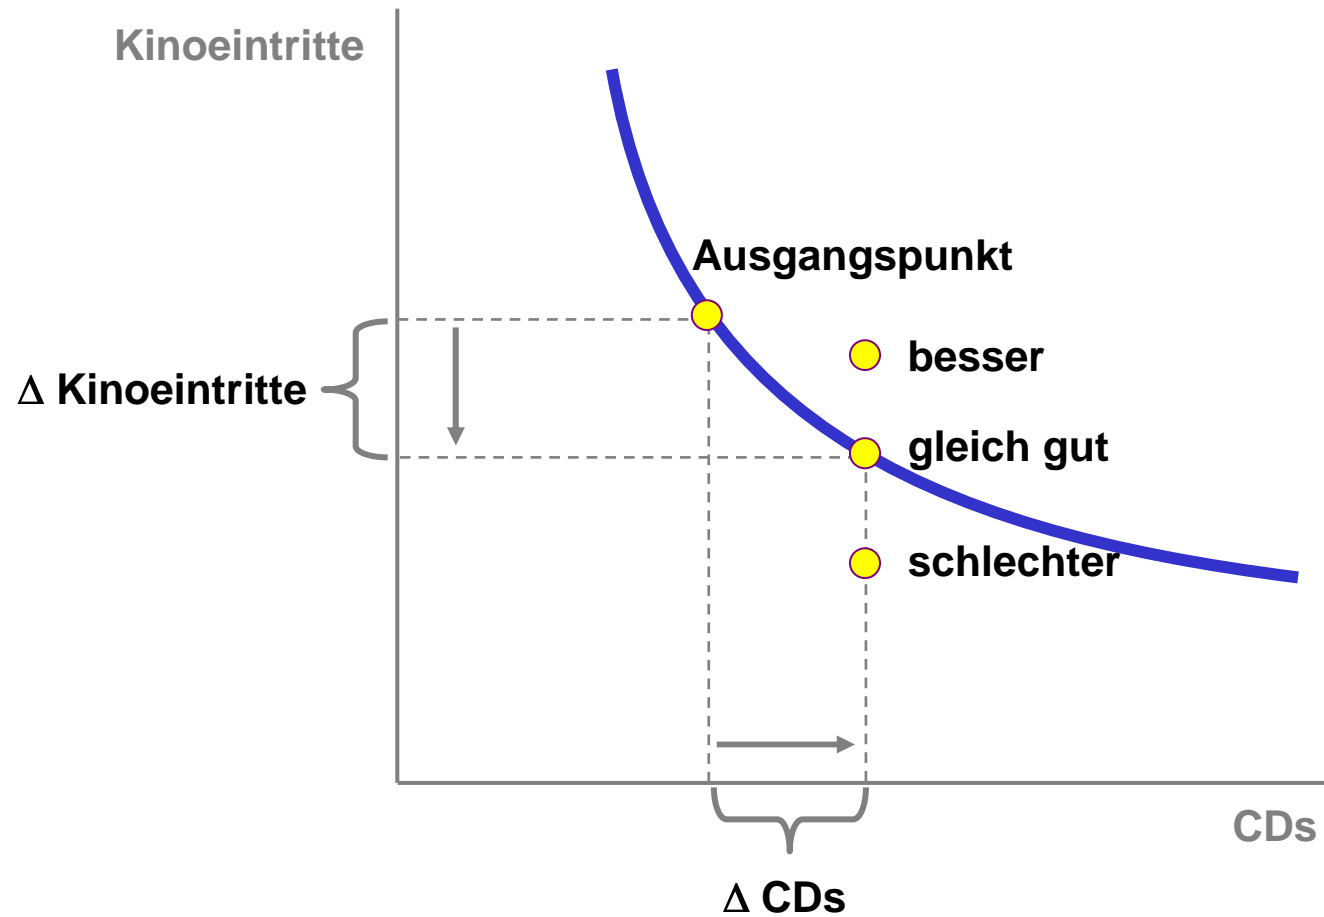 Kinoeintritte
Ausgangspunkt
besser
Δ Kinoeintritte
gleich gut
schlechter
CDs
Δ CDs